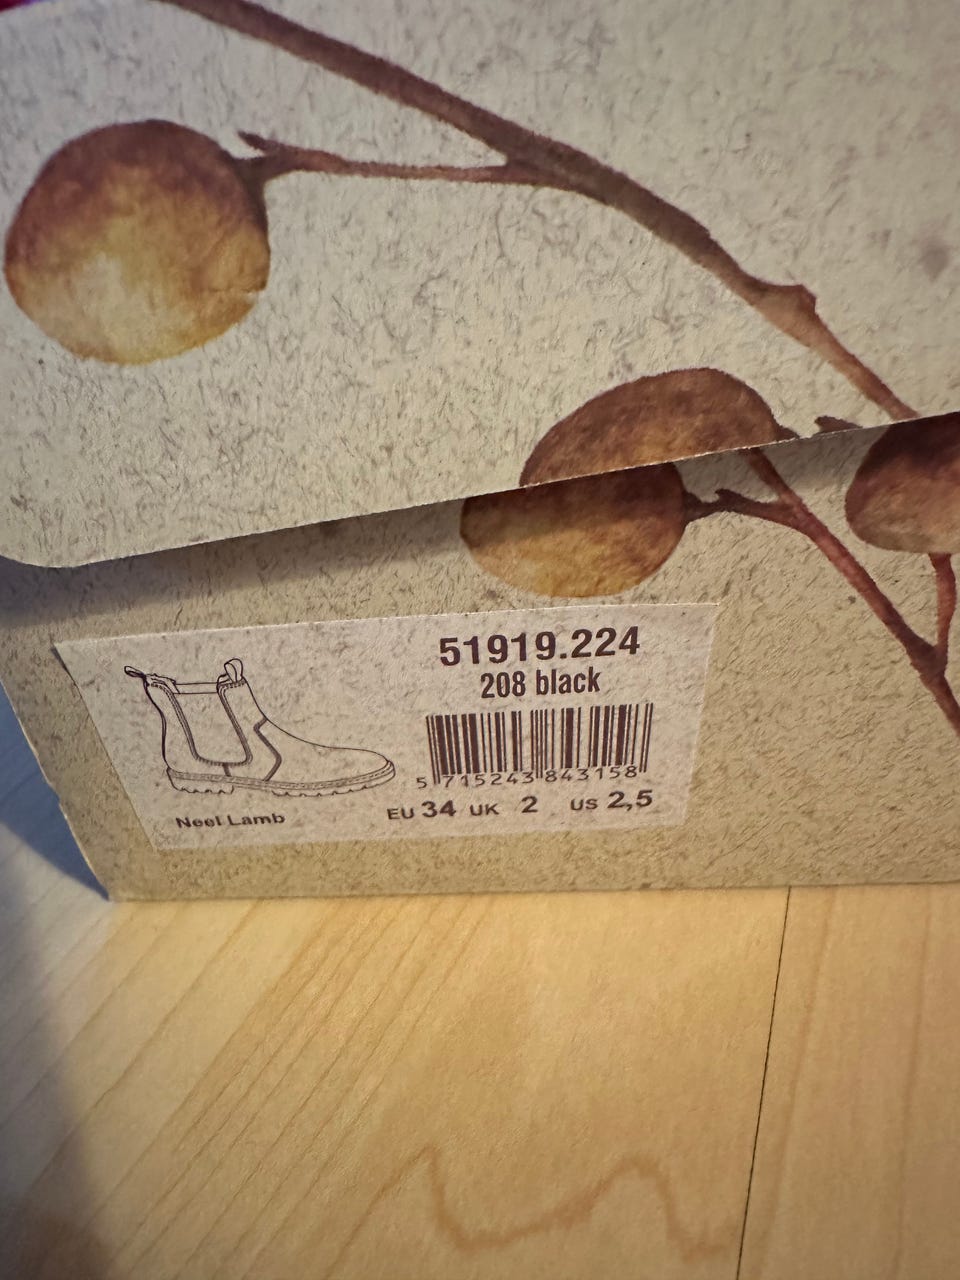 51919.224
208 black
5 715243 843158
EU 34 UK 2 US 2,5
Neel Lamb